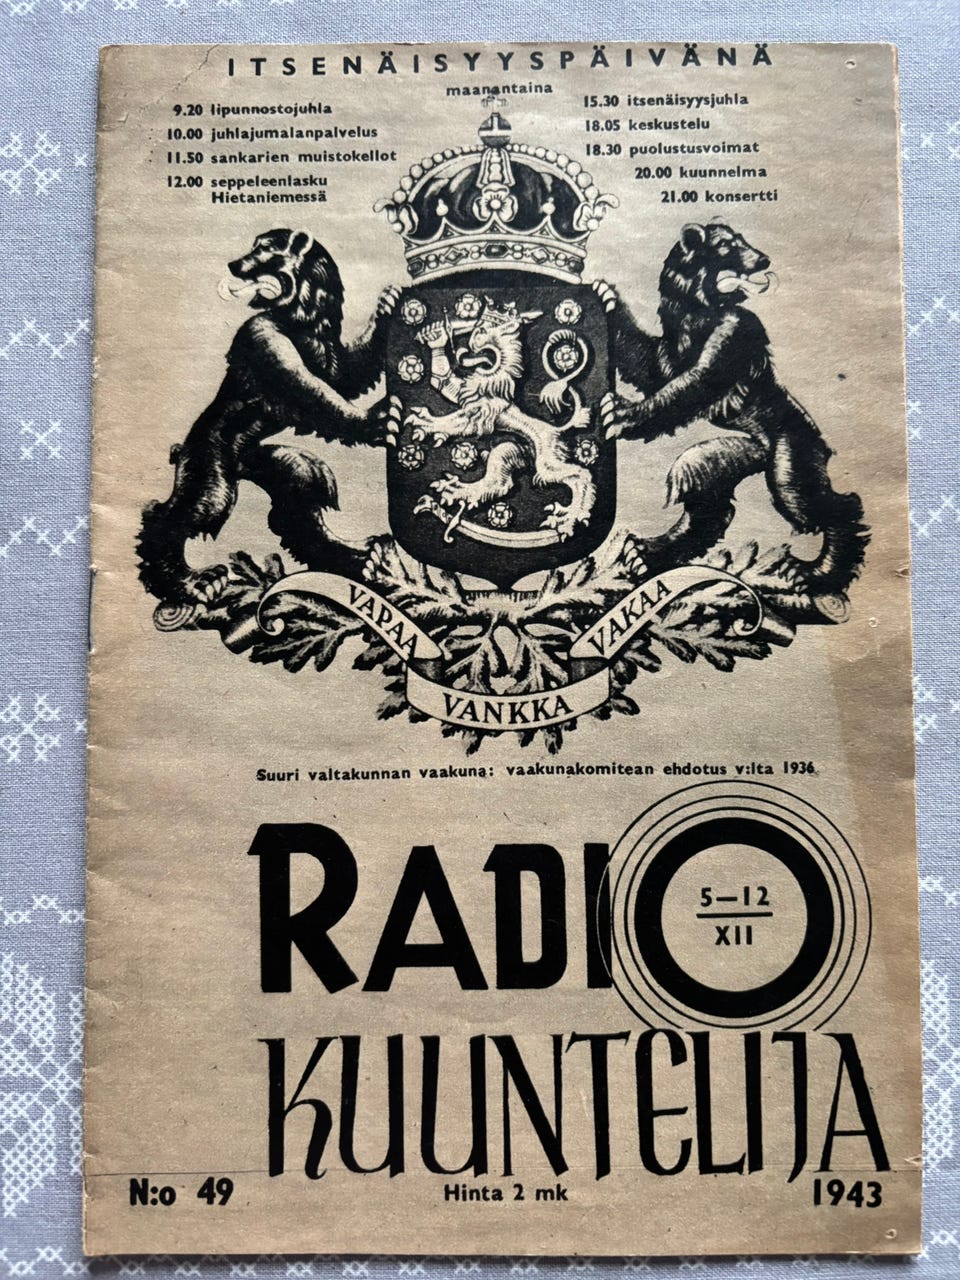 ITSENÄISYYSPÄIVÄNÄ
maanantaina
9.20 lipunnostojuhla
10.00 juhlajumalanpalvelus
11.50 sankarien muistokellot
12.00 seppeleenlasku
Hietaniemessä
15.30 itsenäisyysjuhla
18.05 keskustelu
18.30 puolustusvoimat
20.00 kuunnelma
21.00 konsertti
VAPAA
VANKKA
VAKAA
Suuri valtakunnan vaakuna: vaakunakomitean ehdotus v:lta 1936
RADIO
5—12
XII
KUUNTELIJA
N:o 49
Hinta 2 mk
1943